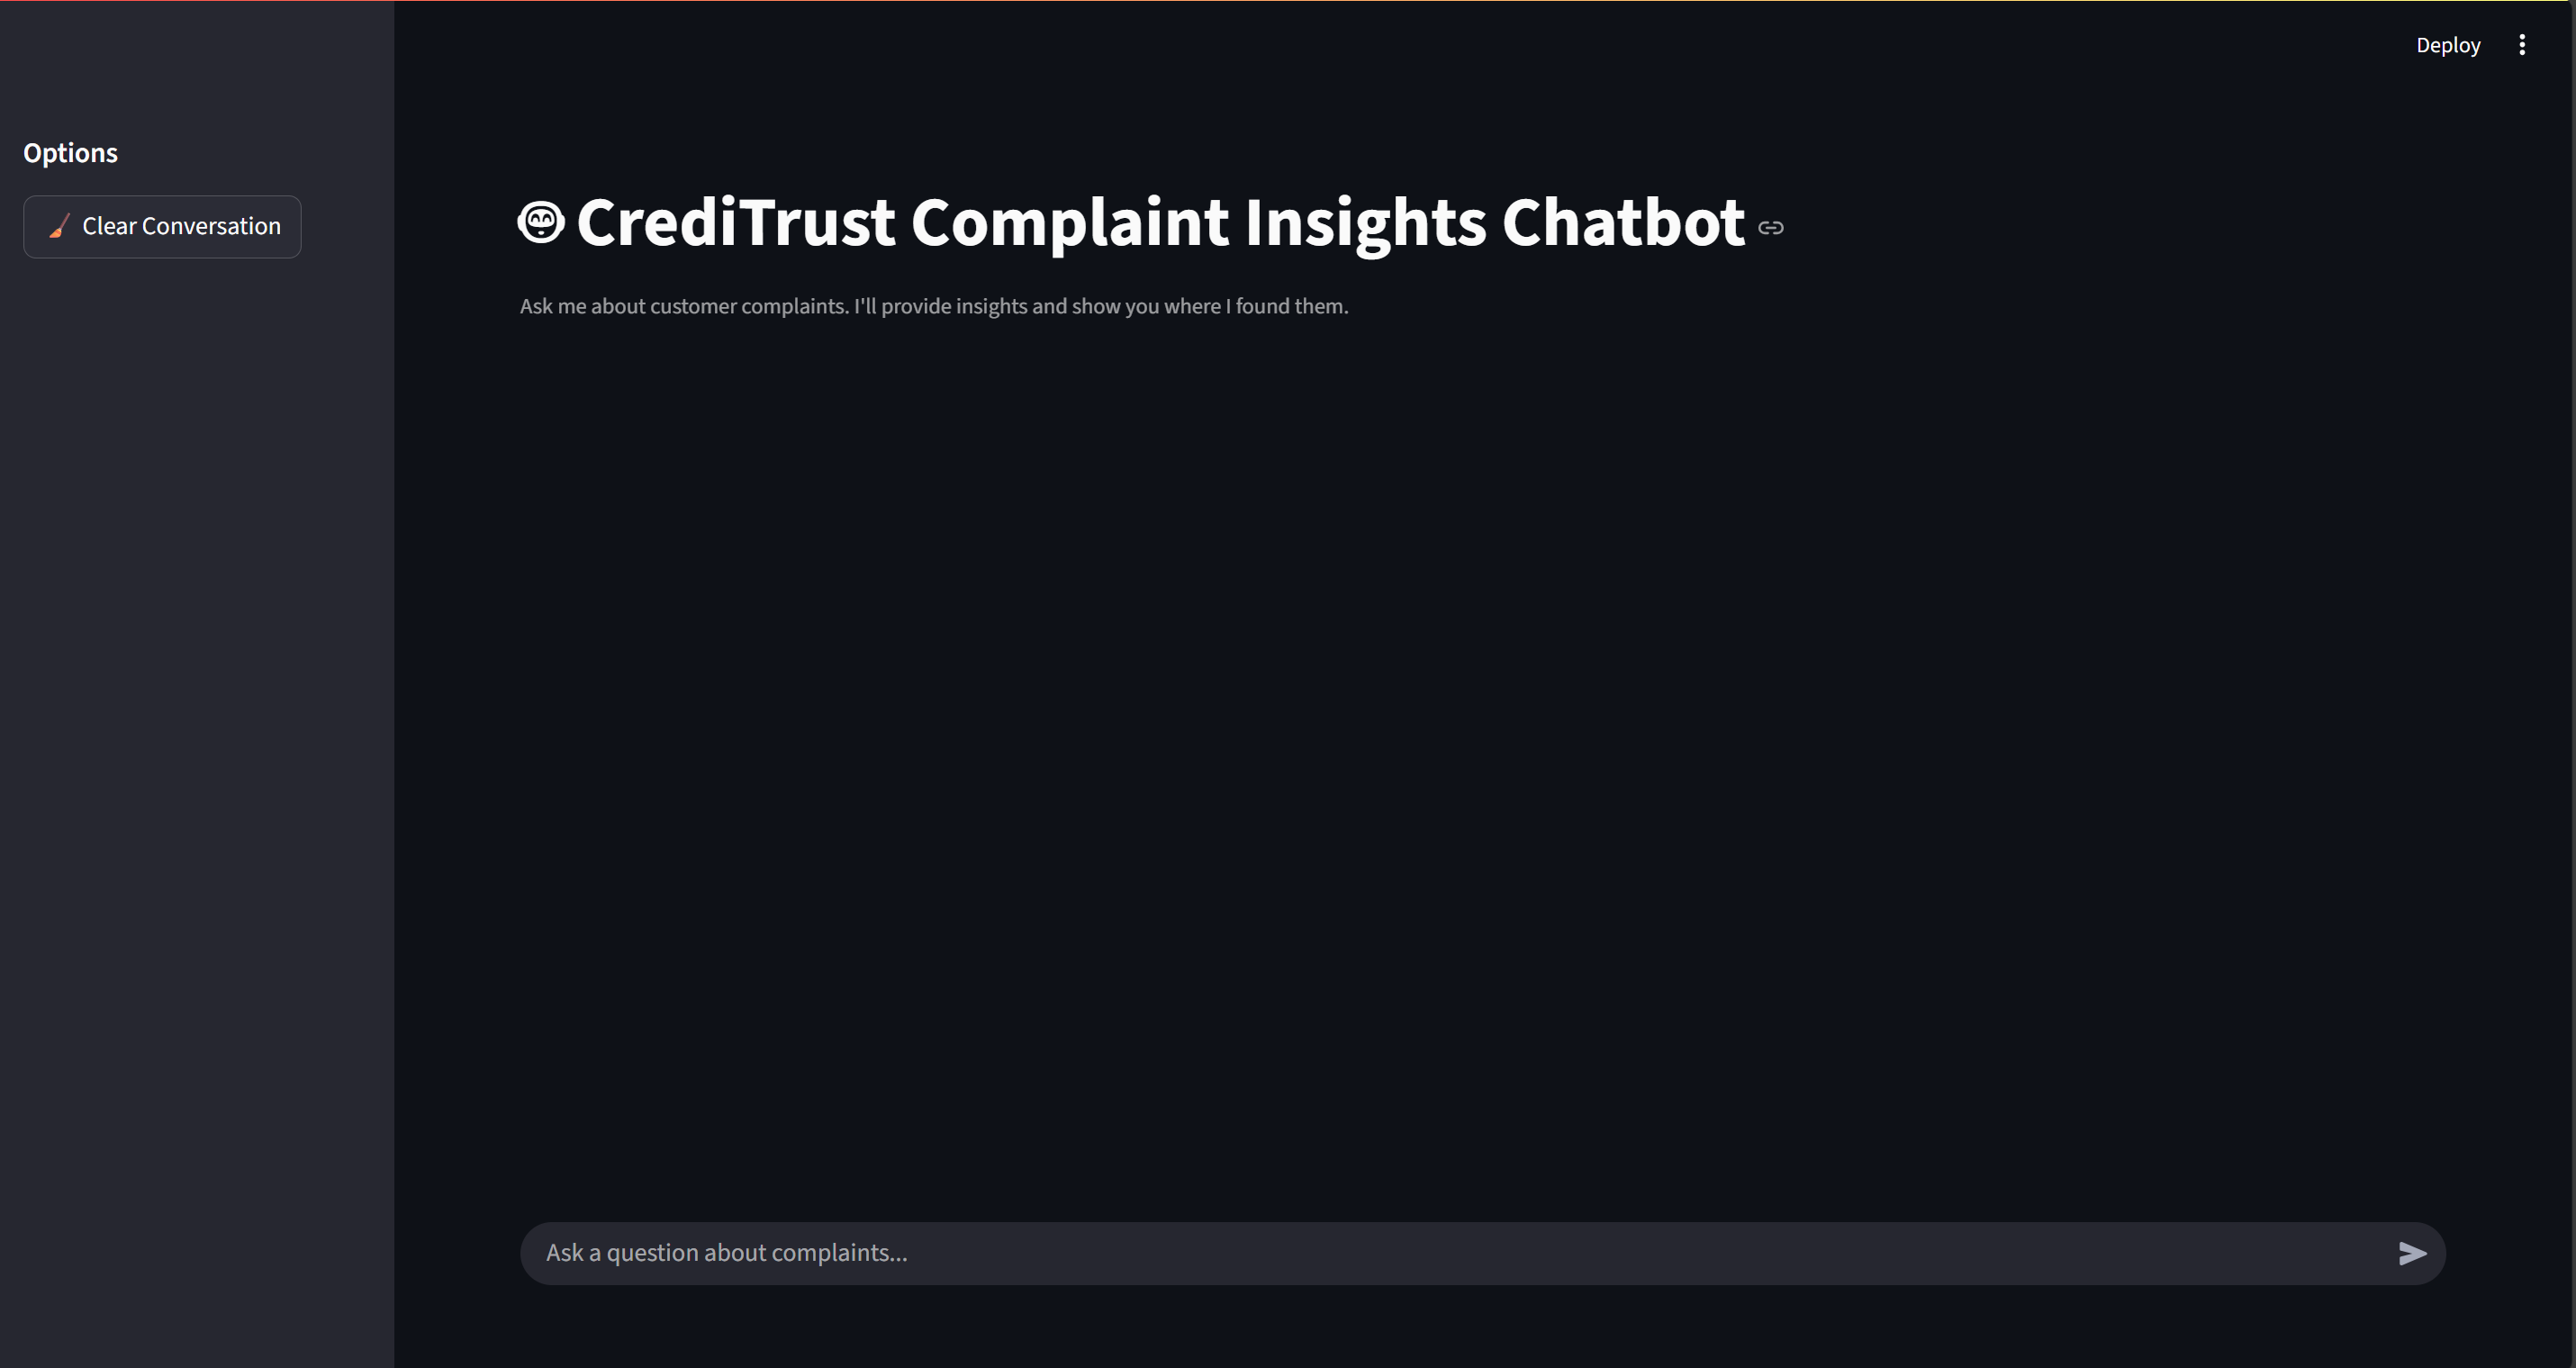 Deploy
Options
Clear Conversation
CrediTrust Complaint Insights Chatbot
Ask me about customer complaints. I'll provide insights and show you where I found them.
Ask a question about complaints...